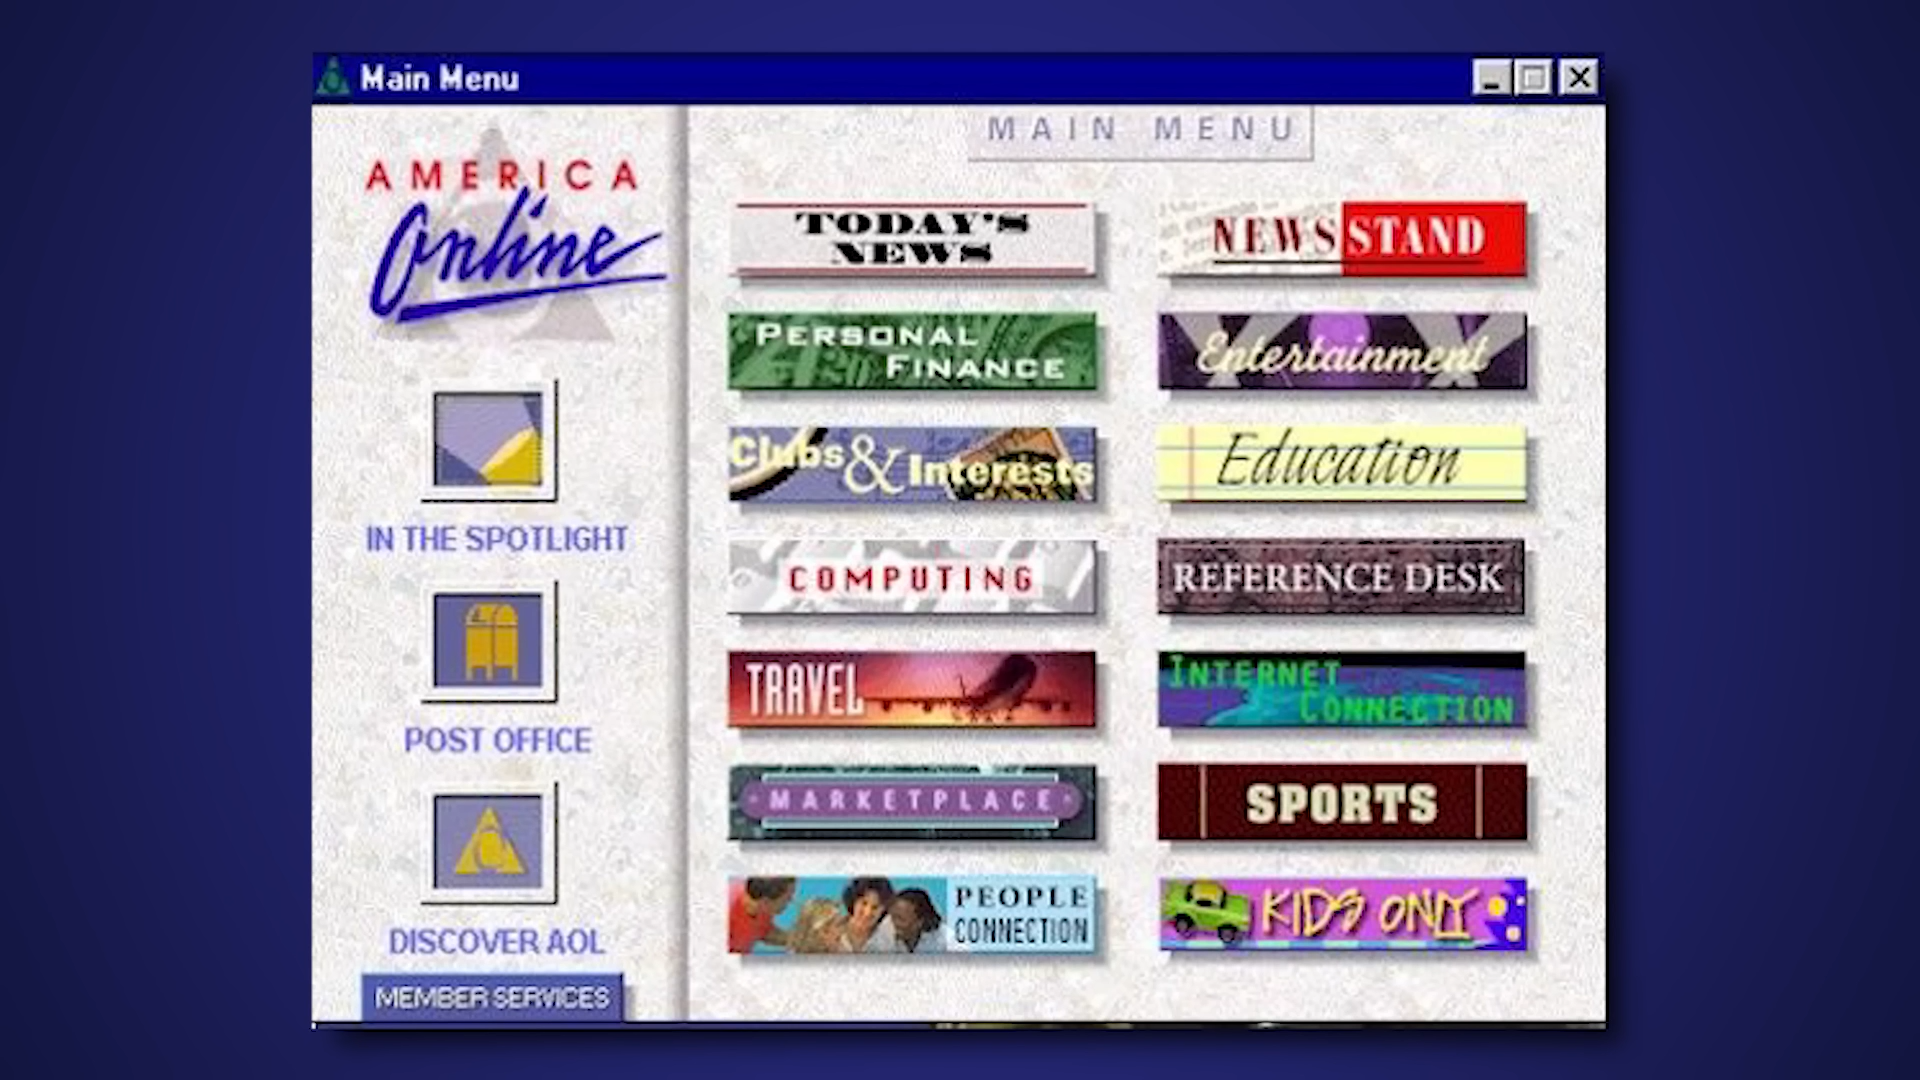 Main Menu
MAIN MENU
AMERICA
Online
IN THE SPOTLIGHT
POST OFFICE
DISCOVER AOL
MEMBER SERVICES
TODAY'S
NEWS
NEWSSTAND
PERSONAL
FINANCE
Entertainment
Clubs & Interests
Education
COMPUTING
REFERENCE DESK
TRAVEL
INTERNET
CONNECTION
MARKETPLACE
SPORTS
PEOPLE
CONNECTION
KIDS ONLY